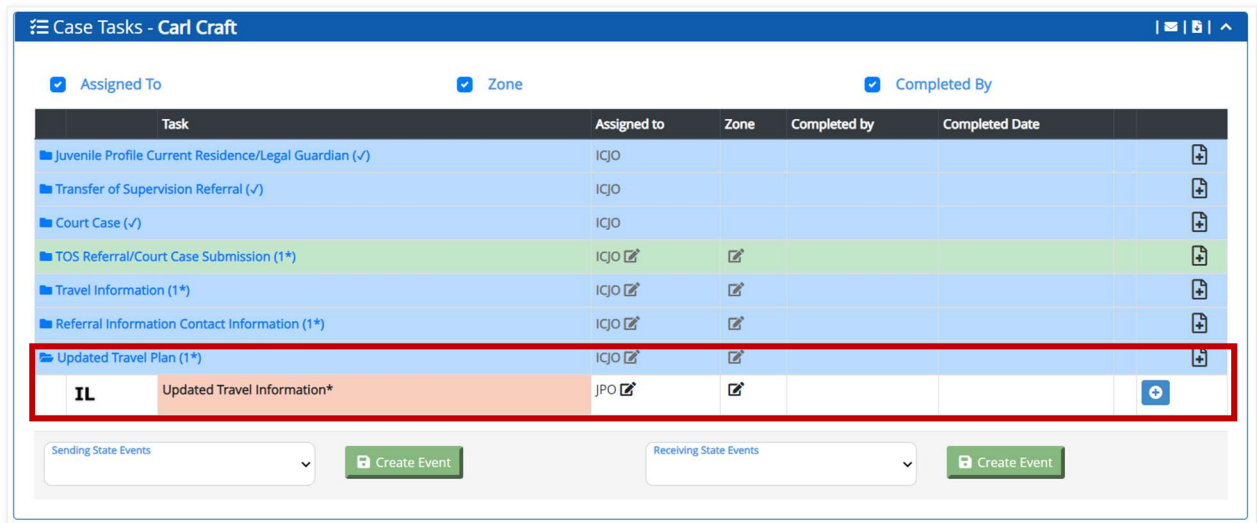 Case Tasks - Carl Craft
Assigned To Zone Completed By
Task Assigned to Zone Completed by Completed Date
Juvenile Profile Current Residence/Legal Guardian (✓) ICJO
Transfer of Supervision Referral (✓) ICJO
Court Case (✓) ICJO
TOS Referral/Court Case Submission (1*) ICJO
Travel Information (1*) ICJO
Referral Information Contact Information (1*) ICJO
Updated Travel Plan (1*) ICJO
IL Updated Travel Information* JPO
Sending State Events Create Event Receiving State Events Create Event